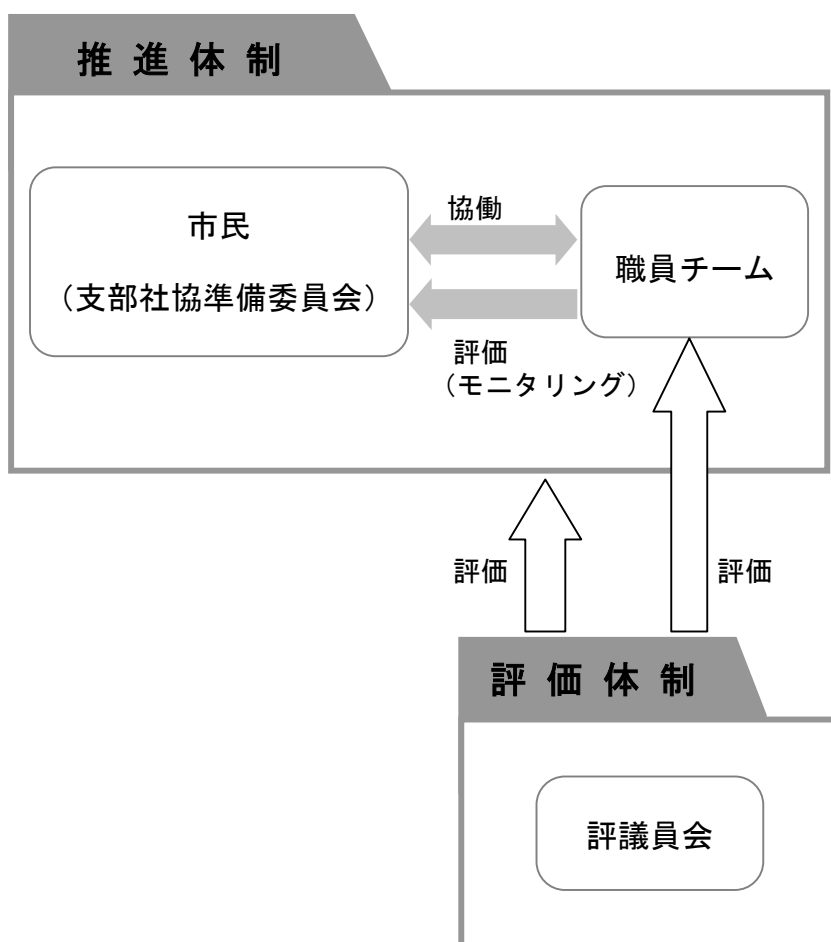 推進体制
市民
(支部社協準備委員会)
協働
職員チーム
評価
(モニタリング)
評価
評価
評価体制
評議員会